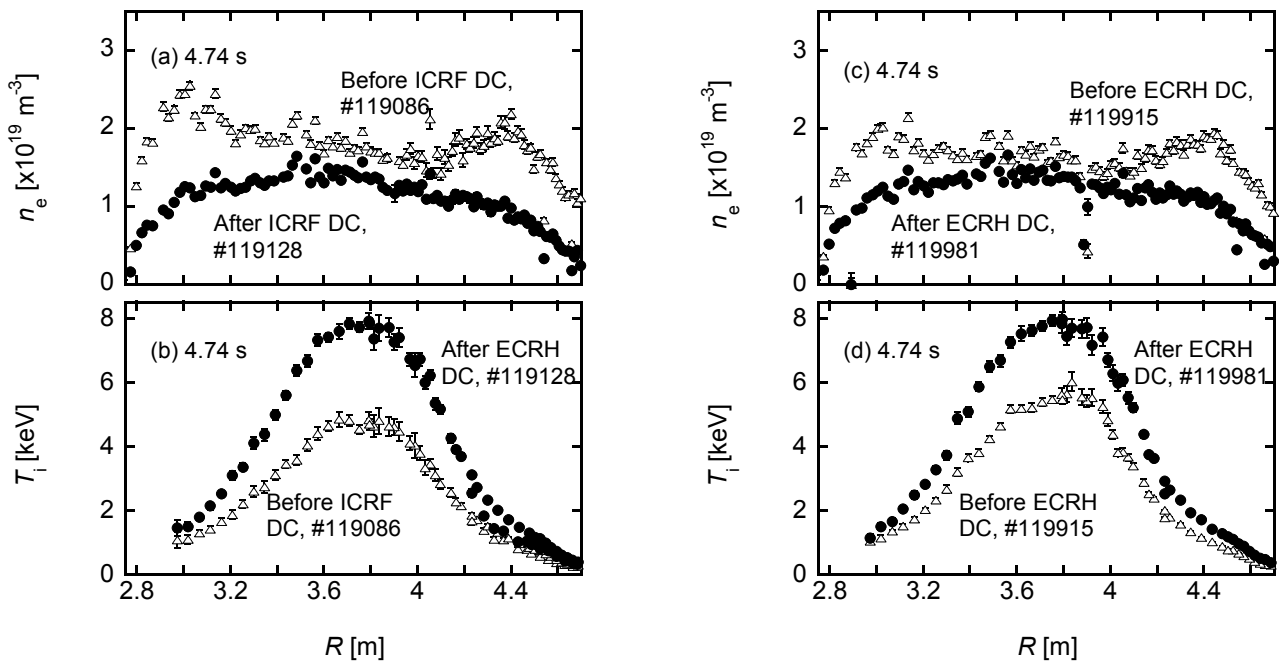 3
2
1
0
n_e [x10^19 m^-3]
(a) 4.74 s
Before ICRF DC,
#119086
After ICRF DC,
#119128
8
6
4
2
0
T_i [keV]
(b) 4.74 s
After ECRH
DC, #119128
Before ICRF
DC, #119086
2.8
3.2
3.6
4
4.4
R [m]
3
2
1
0
n_e [x10^19 m^-3]
(c) 4.74 s
Before ECRH DC,
#119915
After ECRH DC,
#119981
8
6
4
2
0
T_i [keV]
(d) 4.74 s
After ECRH
DC, #119981
Before ECRH
DC, #119915
2.8
3.2
3.6
4
4.4
R [m]